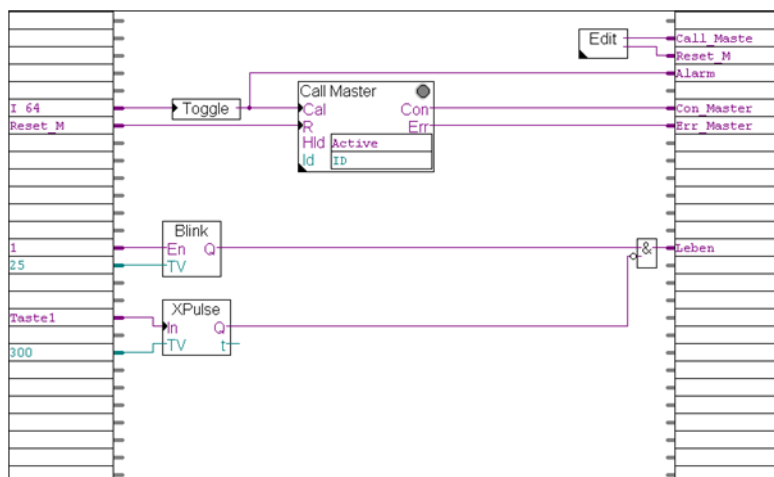 Edit
Call_Maste
Reset_M
Alarm
Call Master
I 64
Toggle
Cal
Con
Con_Master
Reset_M
R
Err
Err_Master
Hld
Active
Id
ID
Blink
1
En
Q
&
Leben
25
TV
XPulse
Taste1
In
Q
300
TV
t